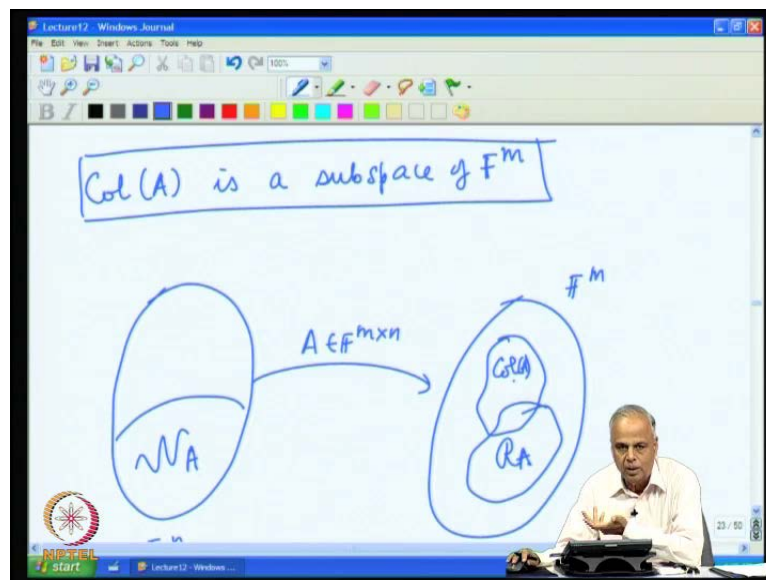 Lecture12 - Windows Journal
File Edit View Insert Actions Tools Help
100%
B I
Col(A) is a subspace of F^m
F^m
A ∈ F^{m×n}
Col(A)
N_A
R_A
23 / 50
NPTEL
start
Lecture12 - Windows ...